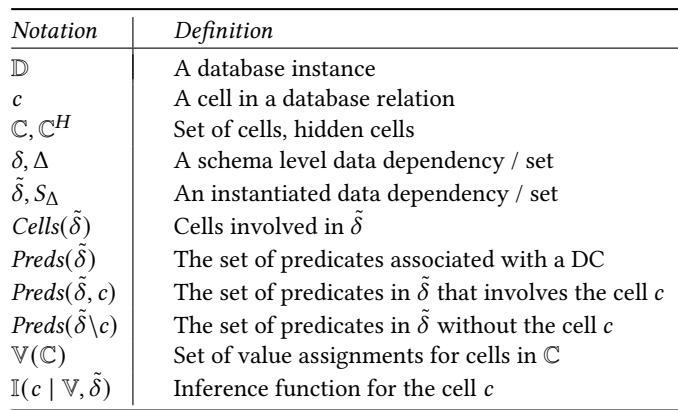 Notation Definition
𝔻 A database instance
c A cell in a database relation
ℂ, ℂᴴ Set of cells, hidden cells
δ, Δ A schema level data dependency / set
δ̃, S_Δ An instantiated data dependency / set
Cells(δ̃) Cells involved in δ̃
Preds(δ̃) The set of predicates associated with a DC
Preds(δ̃, c) The set of predicates in δ̃ that involves the cell c
Preds(δ̃\c) The set of predicates in δ̃ without the cell c
𝕍(ℂ) Set of value assignments for cells in ℂ
𝕀(c | 𝕍, δ̃) Inference function for the cell c